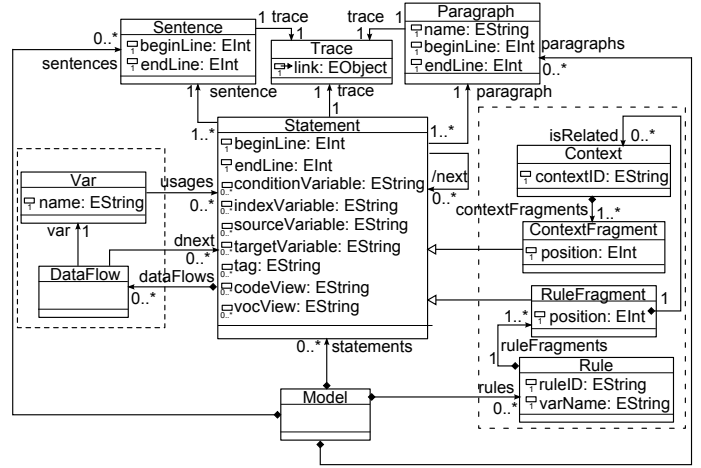 Sentence
beginLine: EInt
endLine: EInt
1 trace
1
Trace
link: EObject
trace 1
1
Paragraph
name: EString
beginLine: EInt
endLine: EInt
0..*
sentences
paragraphs
0..*
1 sentence
1..*
1 trace
1
1 paragraph
1..*
Statement
beginLine: EInt
endLine: EInt
conditionVariable: EString
indexVariable: EString
sourceVariable: EString
targetVariable: EString
tag: EString
codeView: EString
vocView: EString
/next
0..*
isRelated 0..*
Context
contextID: EString
contextFragments 1..*
ContextFragment
position: EInt
Var
name: EString
usages
0..*
var 1
dnext
0..*
DataFlow
dataFlows
0..*
RuleFragment
position: EInt
1
1..*
ruleFragments
1
Rule
ruleID: EString
varName: EString
0..* statements
Model
rules
0..*